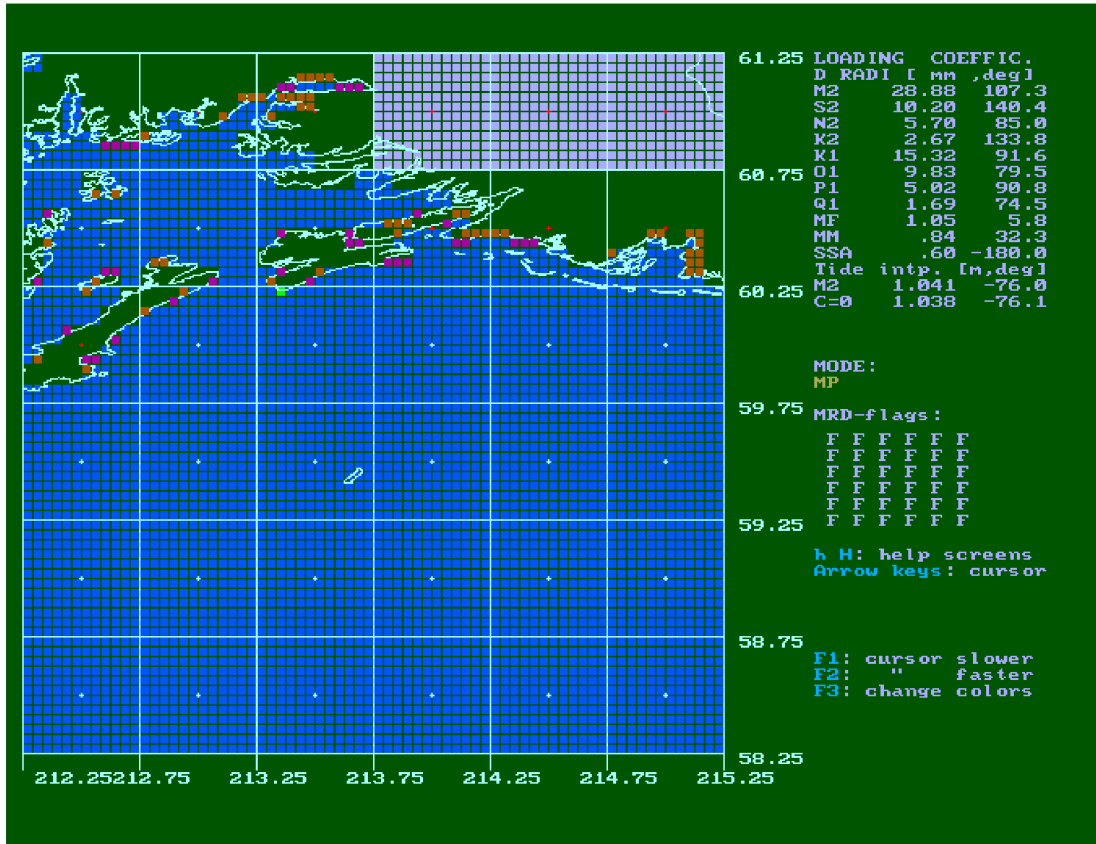 61.25
60.75
60.25
59.75
59.25
58.75
58.25
212.25 212.75 213.25 213.75 214.25 214.75 215.25
LOADING COEFFIC.
D RADI [ mm ,deg]
M2 28.88 107.3
S2 10.20 140.4
N2 5.70 85.0
K2 2.67 133.8
K1 15.32 91.6
O1 9.83 79.5
P1 5.02 90.8
Q1 1.69 74.5
MF 1.05 5.8
MM .84 32.3
SSA .60 -180.0
Tide intp. [m,deg]
M2 1.041 -76.0
C=0 1.038 -76.1
MODE:
MP
MRD-flags:
F F F F F F
F F F F F F
F F F F F F
F F F F F F
F F F F F F
F F F F F F
h H: help screens
Arrow keys: cursor
F1: cursor slower
F2: " faster
F3: change colors